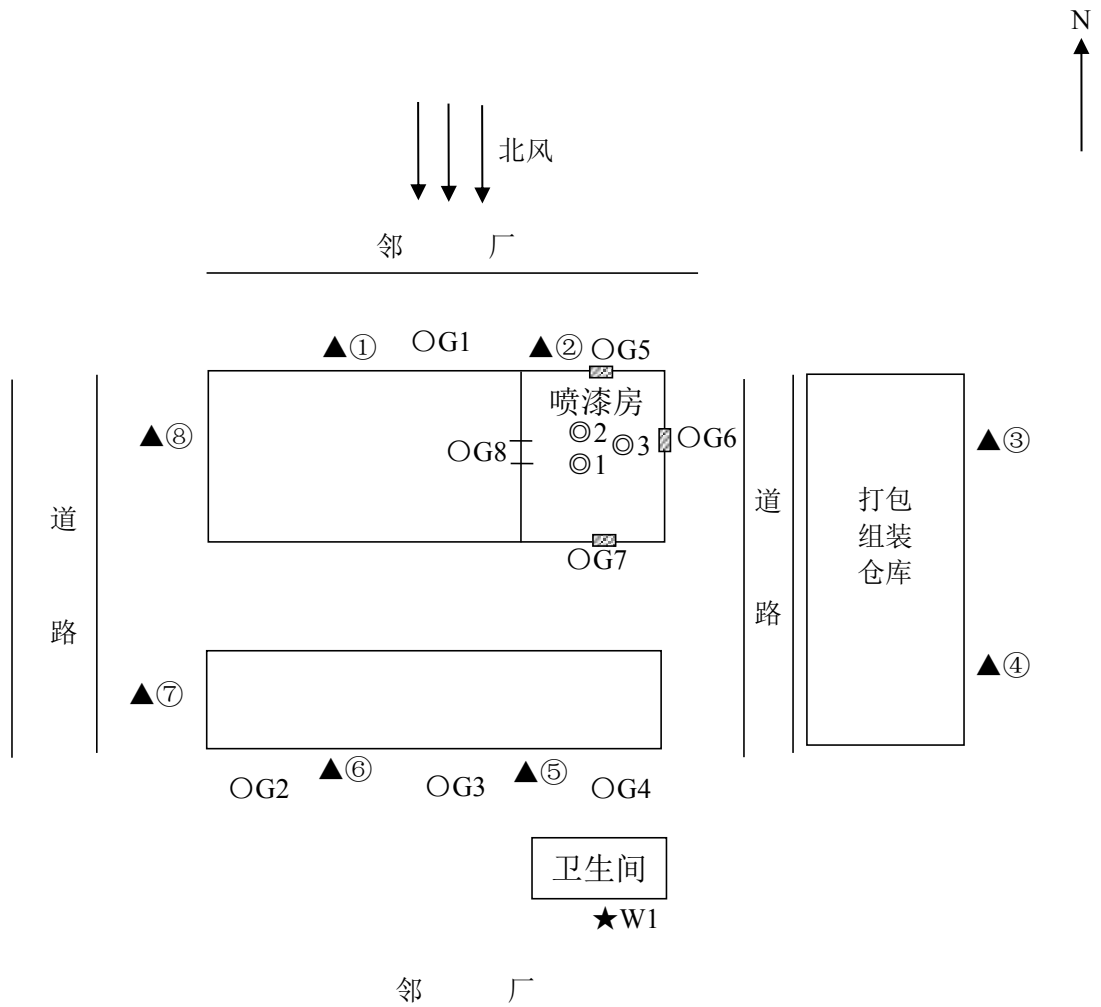 N
北风
邻 厂
▲① ○G1 ▲② ○G5
喷漆房
▲⑧ ○G8 ◎2 ◎3 ○G6 ▲③
◎1
道 道 打包
组装
○G7 仓库
路 路
▲⑦ ▲④
○G2 ▲⑥ ○G3 ▲⑤ ○G4
卫生间
★W1
邻 厂